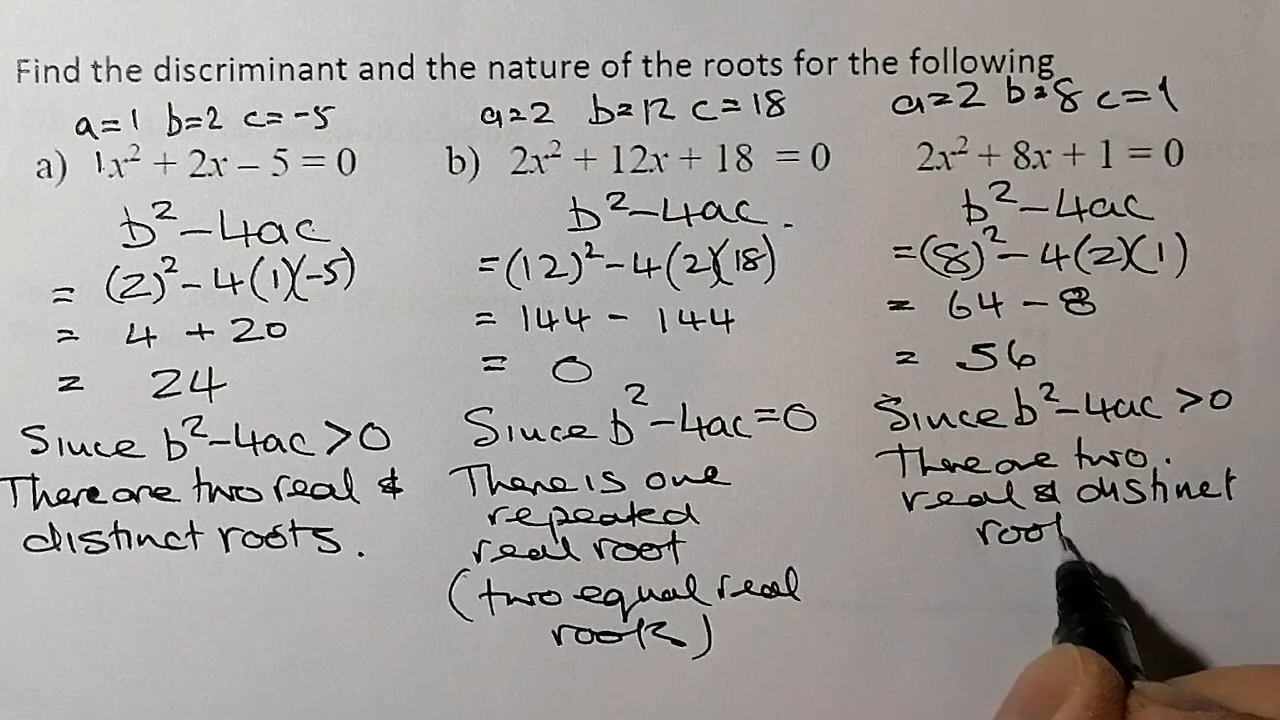 Find the discriminant and the nature of the roots for the following
a=1 b=2 c=-5
a) 1x² + 2x – 5 = 0
b²-4ac
= (2)²-4(1)(-5)
= 4 + 20
= 24
Since b²-4ac >0
There are two real &
distinct roots.
a=2 b=12 c=18
b) 2x² + 12x + 18 = 0
b²-4ac.
=(12)²-4(2)(18)
= 144 - 144
= 0
Since b²-4ac=0
There is one
repeated
real root
(two equal real
roots)
a=2 b=8 c=1
2x² + 8x + 1 = 0
b²-4ac
=(8)²-4(2)(1)
= 64 - 8
= 56
Since b²-4ac >0
There are two.
real & distinct
root